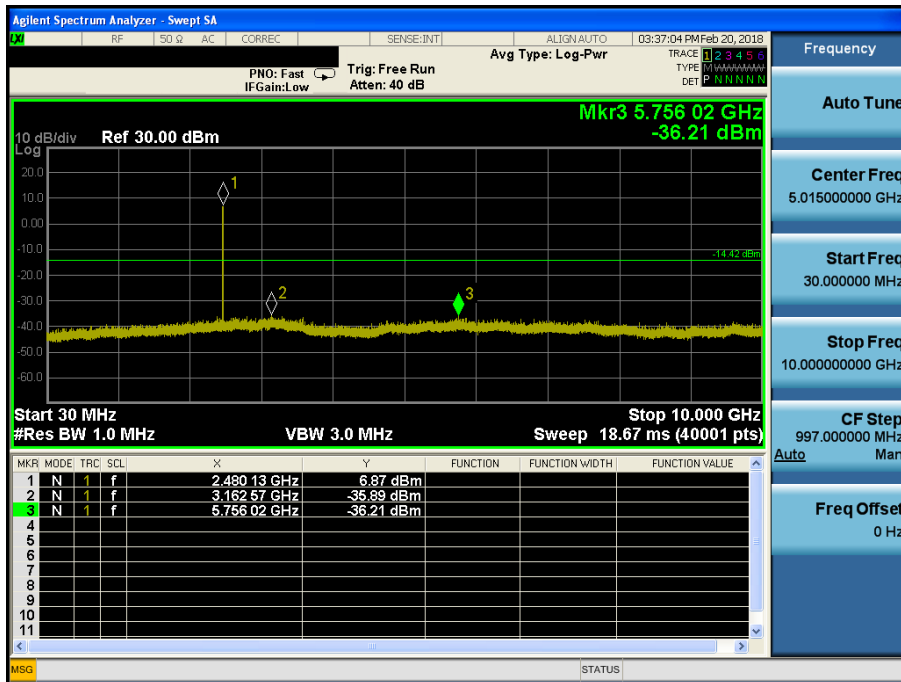 Agilent Spectrum Analyzer - Swept SA
LXI RF 50 Ω AC CORREC SENSE:INT ALIGN AUTO 03:37:04 PM Feb 20, 2018
Avg Type: Log-Pwr
TRACE 1 2 3 4 5 6
PNO: Fast Trig: Free Run TYPE M WWWWW
IFGain:Low Atten: 40 dB DET P N N N N N
Mkr3 5.756 02 GHz
-36.21 dBm
10 dB/div Ref 30.00 dBm
Log
20.0
1
10.0
0.00
-10.0
-14.42 dBm
-20.0
2
3
-30.0
-40.0
-50.0
-60.0
Start 30 MHz Stop 10.000 GHz
#Res BW 1.0 MHz VBW 3.0 MHz Sweep 18.67 ms (40001 pts)
MKR MODE TRC SCL X Y FUNCTION FUNCTION WIDTH FUNCTION VALUE
1 N 1 f 2.480 13 GHz 6.87 dBm
2 N 1 f 3.162 57 GHz -35.89 dBm
3 N 1 f 5.756 02 GHz -36.21 dBm
4
5
6
7
8
9
10
11
MSG STATUS
Frequency
Auto Tune
Center Freq
5.015000000 GHz
Start Freq
30.000000 MHz
Stop Freq
10.000000000 GHz
CF Step
997.000000 MHz
Auto Man
Freq Offset
0 Hz